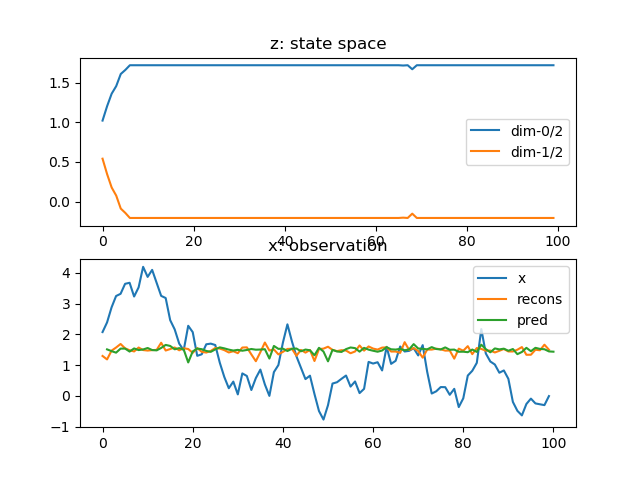 z: state space
1.5
1.0
0.5
0.0
dim-0/2
dim-1/2
0 20 40 60 80 100
x: observation
4
3
2
1
0
−1
x
recons
pred
0 20 40 60 80 100